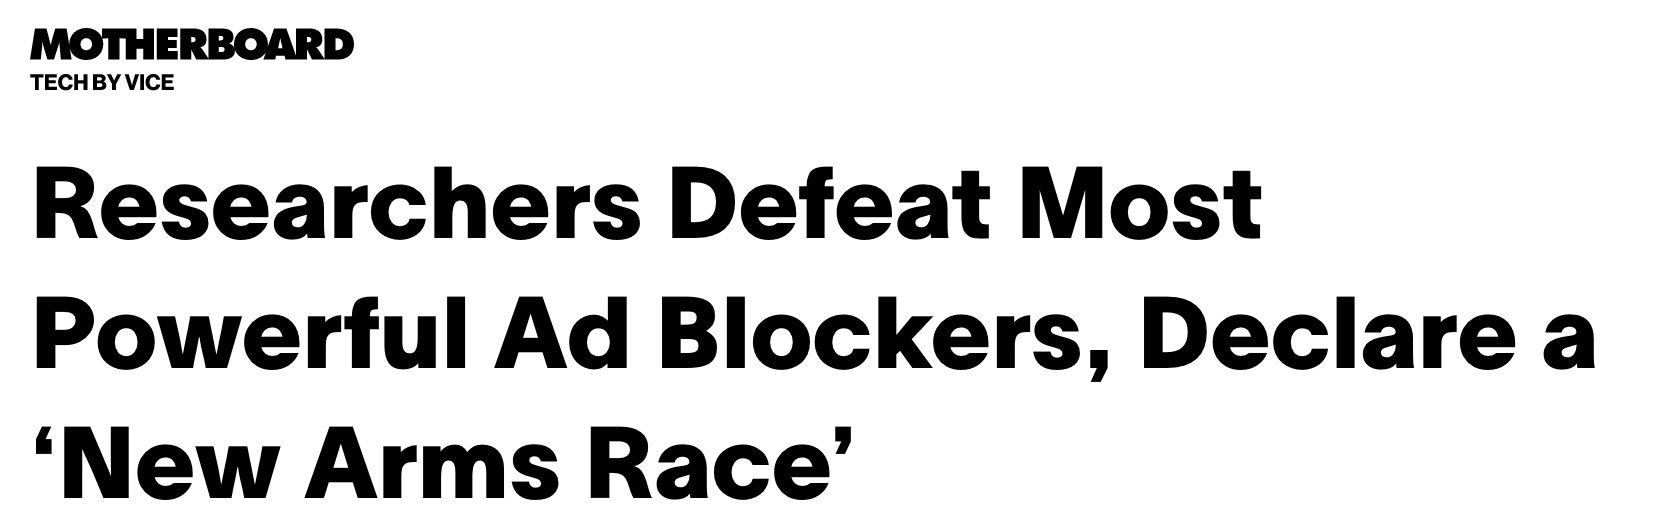 MOTHERBOARD
TECH BY VICE
Researchers Defeat Most
Powerful Ad Blockers, Declare a
‘New Arms Race’